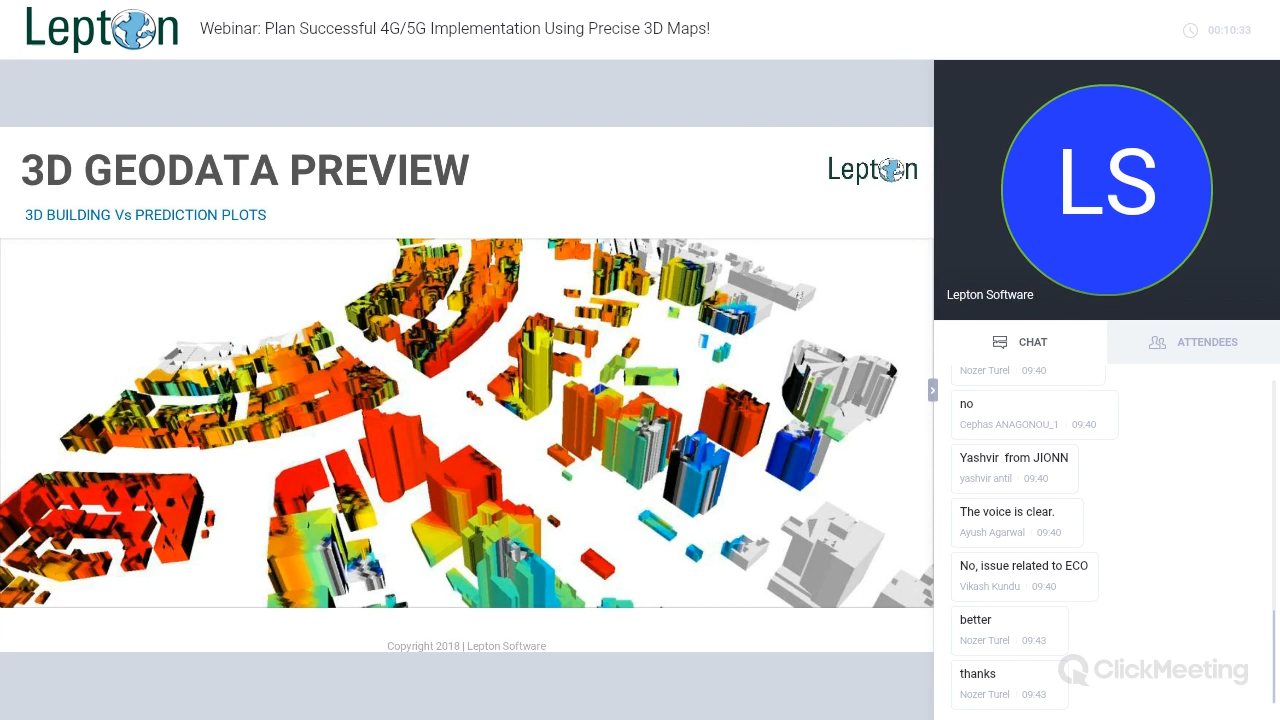 Lepton
Webinar: Plan Successful 4G/5G Implementation Using Precise 3D Maps!
00:10:33
3D GEODATA PREVIEW
Lepton
3D BUILDING Vs PREDICTION PLOTS
Copyright 2018 | Lepton Software
LS
Lepton Software
CHAT
ATTENDEES
Nozer Turel 09:40
no
Cephas ANAGONOU_1 09:40
Yashvir from JIONN
yashvir antil 09:40
The voice is clear.
Ayush Agarwal 09:40
No, issue related to ECO
Vikash Kundu 09:40
better
Nozer Turel 09:43
thanks
Nozer Turel 09:43
ClickMeeting